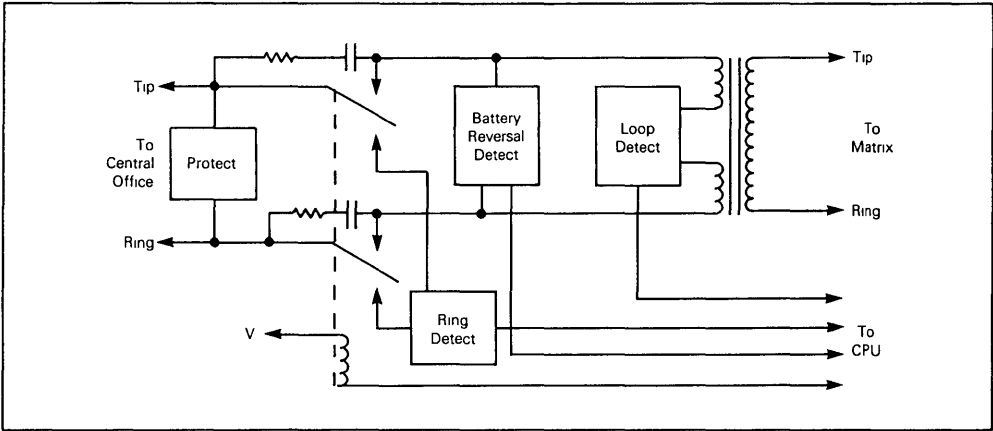 Tip
To
Central
Office
Protect
Ring
V
Battery
Reversal
Detect
Loop
Detect
Ring
Detect
Tip
To
Matrix
Ring
To
CPU